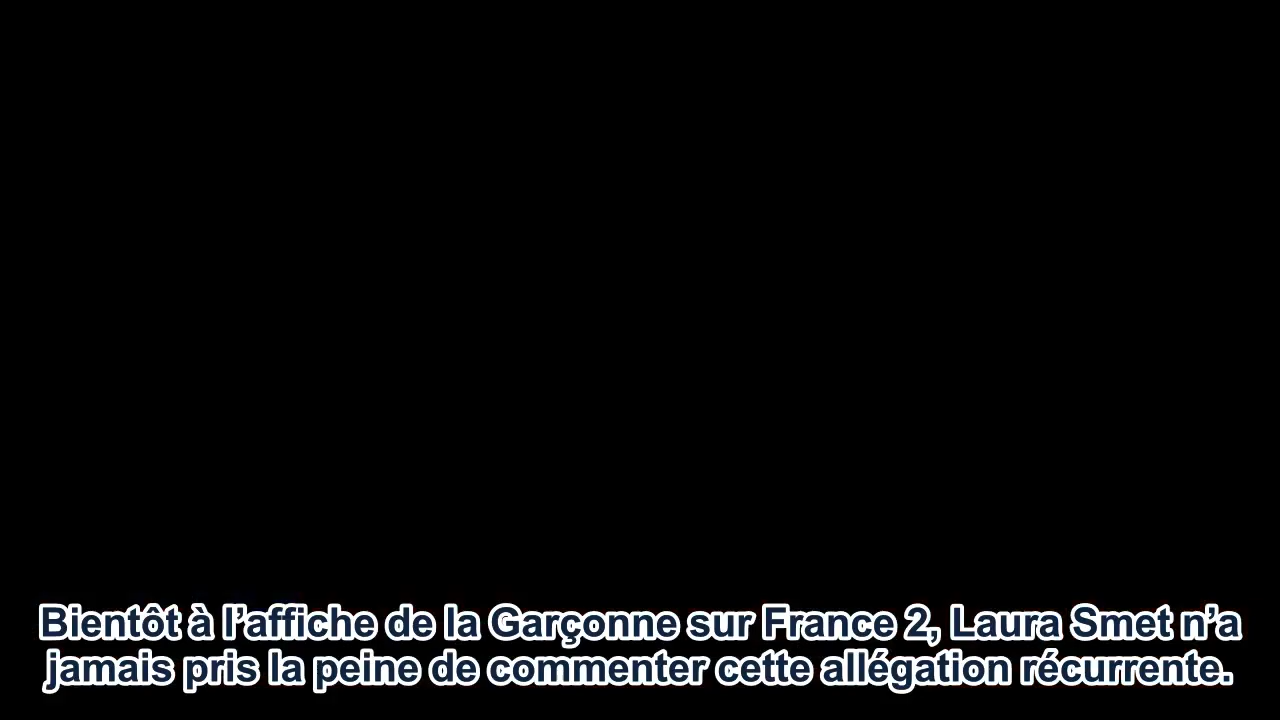 Bientôt à l’affiche de la Garçonne sur France 2, Laura Smet n’a
jamais pris la peine de commenter cette allégation récurrente.